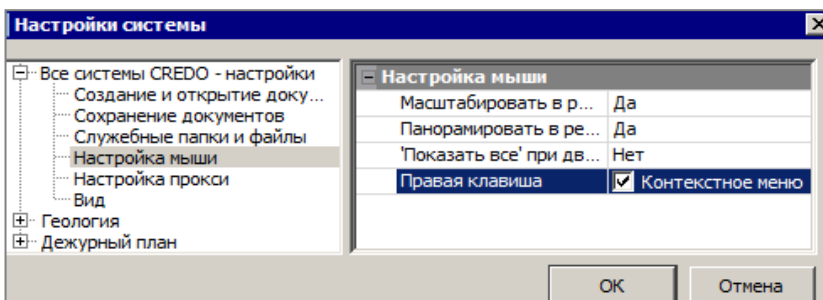 Настройки системы
Все системы CREDO - настройки
Создание и открытие доку...
Сохранение документов
Служебные папки и файлы
Настройка мыши
Настройка прокси
Вид
Геология
Дежурный план
Настройка мыши
Масштабировать в р... Да
Панорамировать в ре... Да
'Показать все' при дв... Нет
Правая клавиша Контекстное меню
ОК Отмена